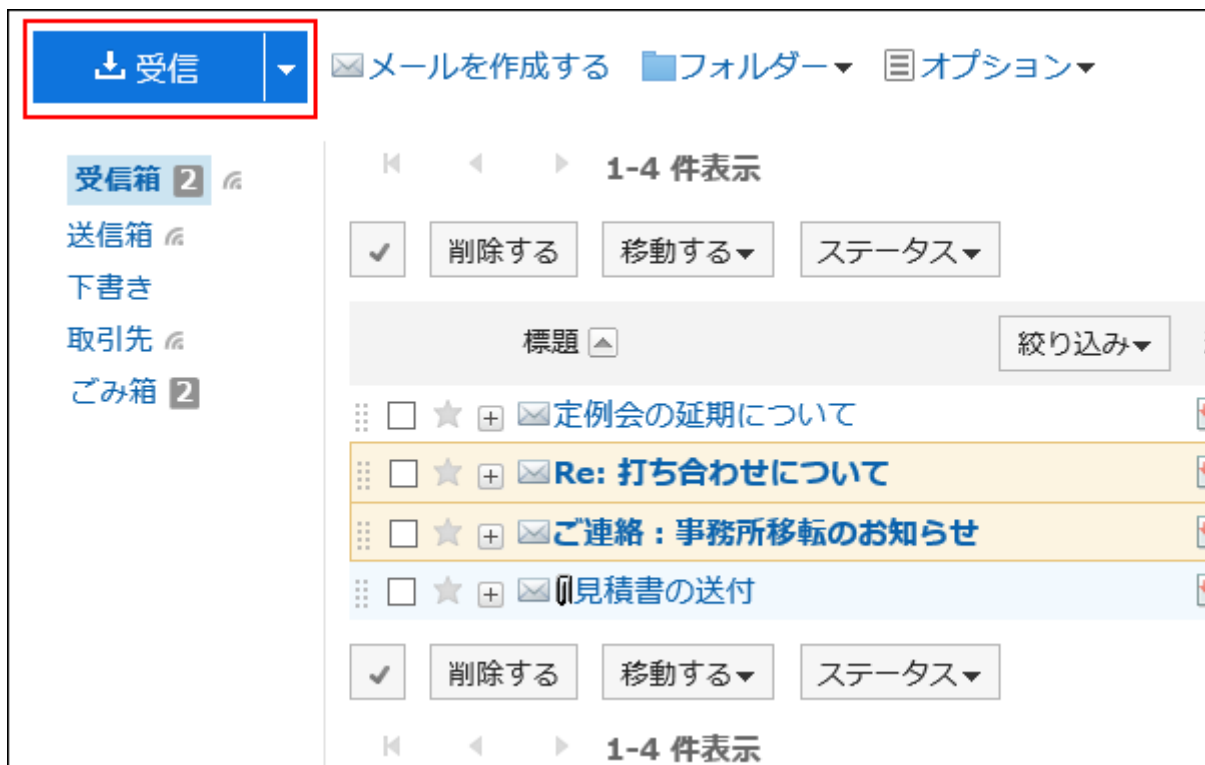 受信 メールを作成する フォルダー オプション
受信箱 2
送信箱
下書き
取引先
ごみ箱 2
1-4 件表示
削除する 移動する ステータス
標題 絞り込み
定例会の延期について
Re: 打ち合わせについて
ご連絡：事務所移転のお知らせ
見積書の送付
削除する 移動する ステータス
1-4 件表示